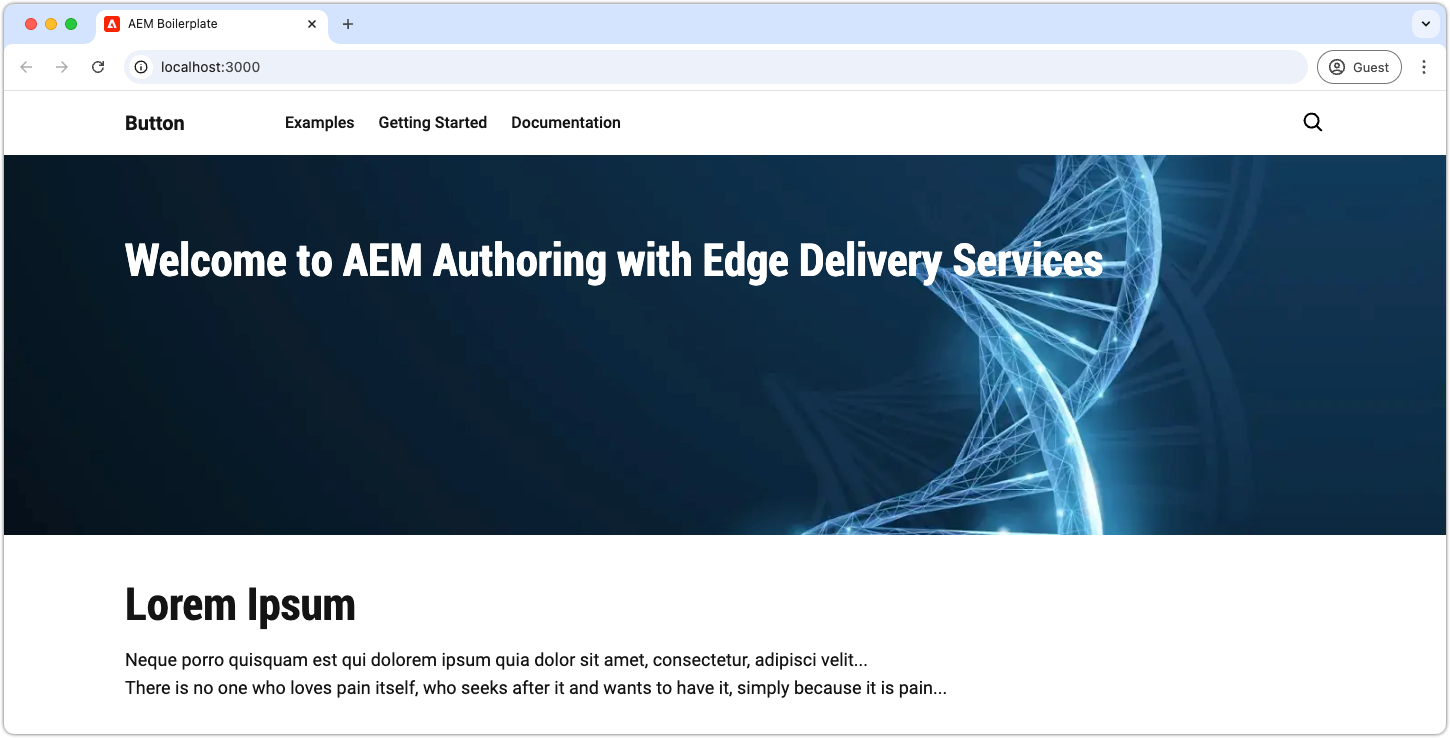 AEM Boilerplate
localhost:3000
Guest
Button
Examples Getting Started Documentation
Welcome to AEM Authoring with Edge Delivery Services
Lorem Ipsum
Neque porro quisquam est qui dolorem ipsum quia dolor sit amet, consectetur, adipisci velit...
There is no one who loves pain itself, who seeks after it and wants to have it, simply because it is pain...